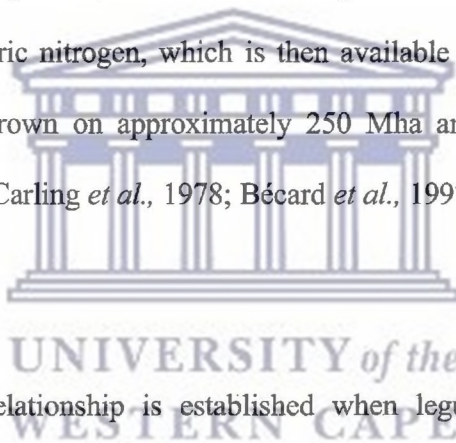 ric nitrogen, which is then available
rown on approximately 250 Mha an
Carling et al., 1978; Bécard et al., 199
UNIVERSITY of the
elationship is established when legu
WESTERN CAPE